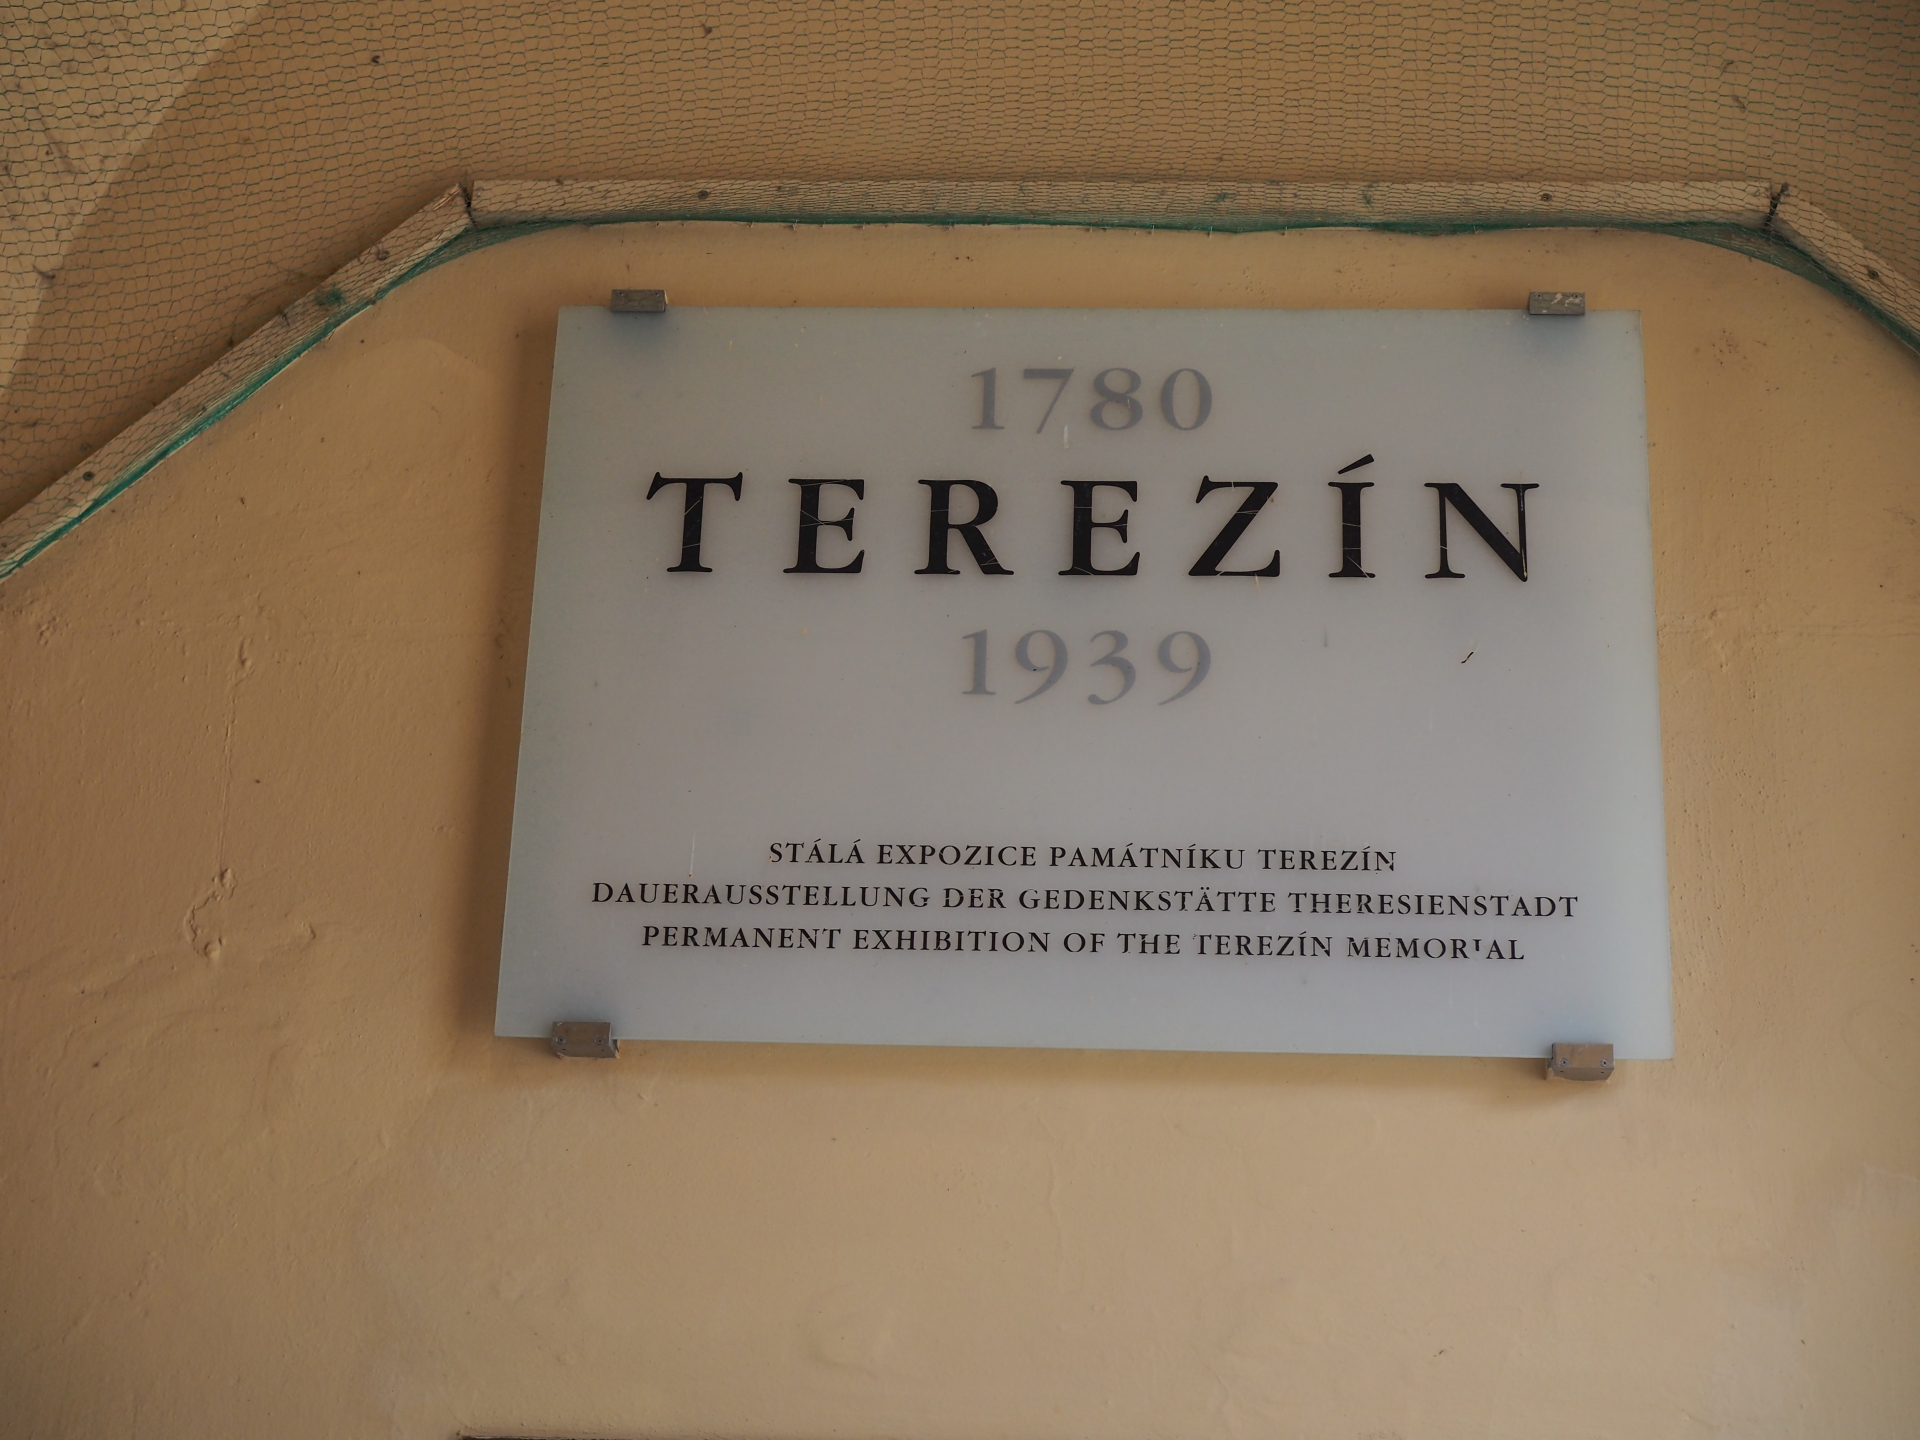 1780
TEREZÍN
1939
STÁLÁ EXPOZICE PAMÁTNÍKU TEREZÍN
DAUERAUSSTELLUNG DER GEDENKSTÄTTE THERESIENSTADT
PERMANENT EXHIBITION OF THE TEREZÍN MEMORIAL